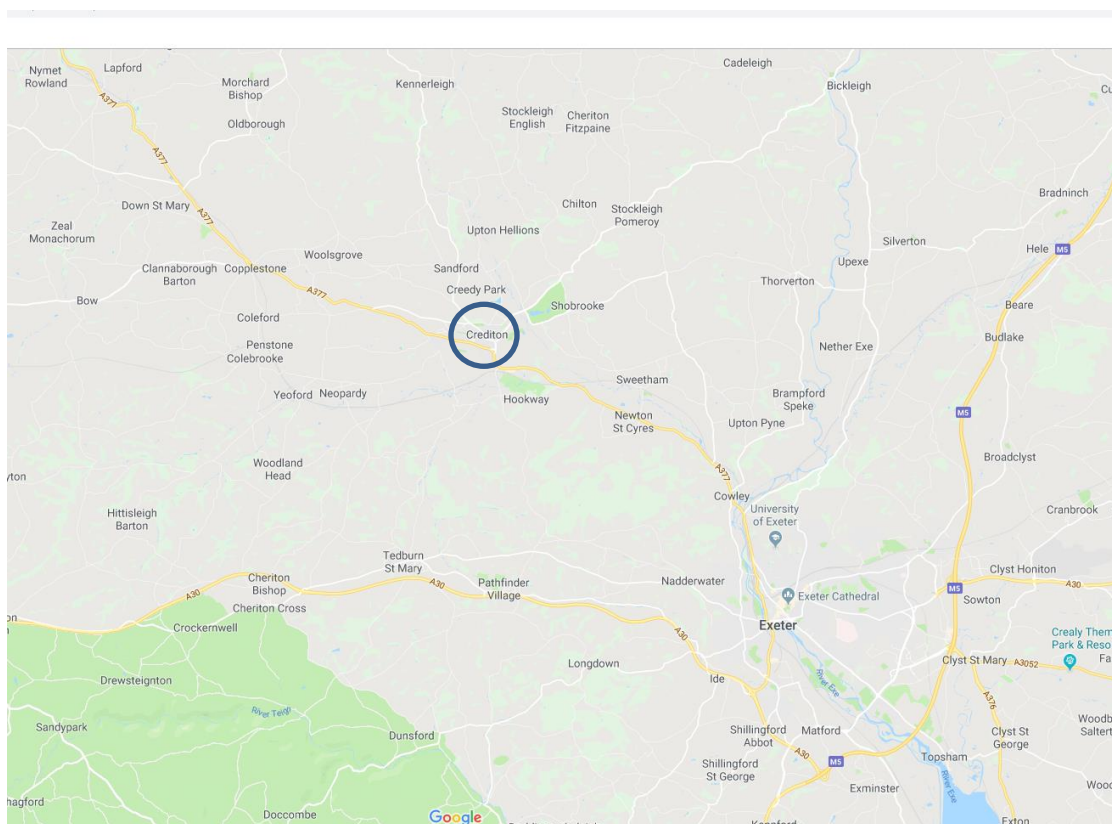 Cadeleigh
Nymet
Rowland
Lapford
Morchard
Bishop
Kennerleigh
Bickleigh
A377
Oldborough
Stockleigh
English
Cheriton
Fitzpaine
A377
Down St Mary
A377
Chilton
Stockleigh
Pomeroy
Bradninch
Zeal
Monachorum
Upton Hellions
Silverton
Hele
M5
Woolsgrove
Clannaborough
Barton
Copplestone
Sandford
Upexe
Thorverton
Creedy Park
A377
Bow
Shobrooke
Beare
Coleford
Crediton
Budlake
Penstone
Colebrooke
Nether Exe
Sweetham
Yeoford
Neopardy
Hookway
Brampford
Speke
Newton
St Cyres
Upton Pyne
M5
Woodland
Head
A377
Broadclyst
Cowley
University
of Exeter
Hittisleigh
Barton
Cranbrook
Tedburn
St Mary
Cheriton
Bishop
A30
Pathfinder
Village
Nadderwater
Clyst Honiton
A30
M5
A30
Exeter Cathedral
Sowton
Cheriton Cross
Crockernwell
Exeter
A30
Longdown
Clyst St Mary
A3052
Drewsteignton
Ide
River Exe
A376
River Teign
Sandypark
Dunsford
Shillingford
Abbot
Matford
Clyst St
George
A30
M5
Topsham
Shillingford
St George
Exminster
River Exe
Doccombe
Google
Exton